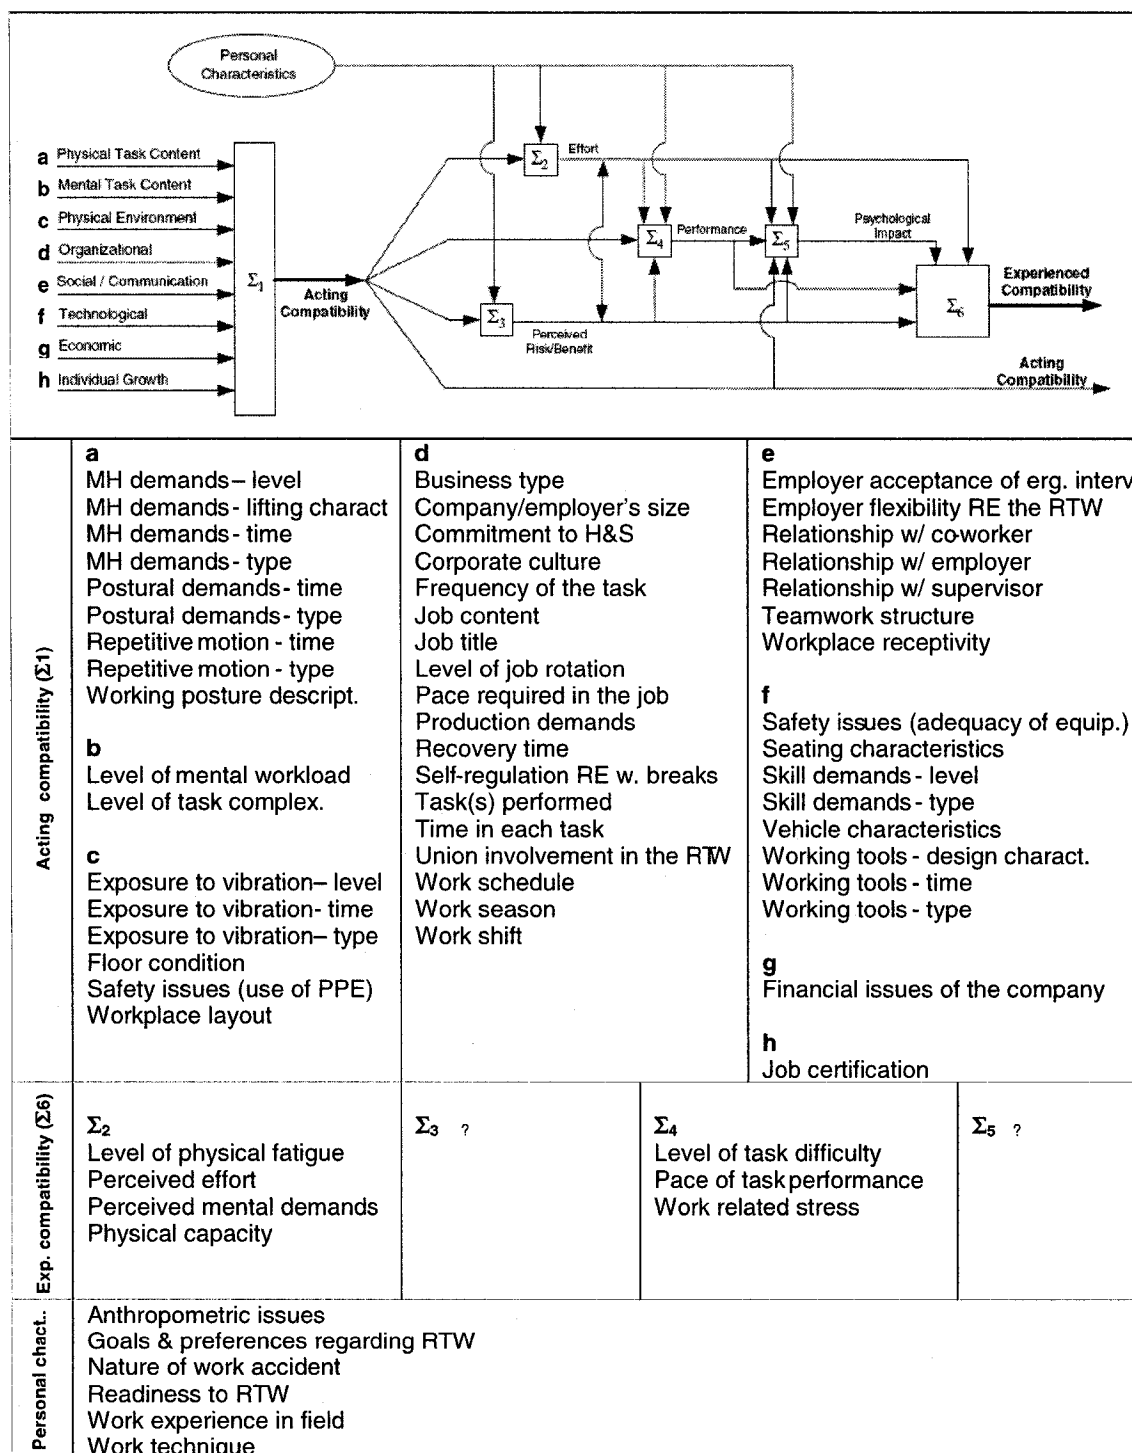 Personal
Characteristics
a Physical Task Content
b Mental Task Content
c Physical Environment
d Organizational
e Social / Communication
f Technological
g Economic
h Individual Growth
Σ1
Acting
Compatibility
Σ2
Effort
Σ3
Perceived
Risk/Benefit
Σ4
Performance
Σ5
Psychological
Impact
Σ6
Experienced
Compatibility
Acting
Compatibility
Acting compatibility (Σ1)
a
MH demands– level
MH demands- lifting charact
MH demands- time
MH demands- type
Postural demands- time
Postural demands- type
Repetitive motion - time
Repetitive motion - type
Working posture descript.
b
Level of mental workload
Level of task complex.
c
Exposure to vibration– level
Exposure to vibration- time
Exposure to vibration– type
Floor condition
Safety issues (use of PPE)
Workplace layout
d
Business type
Company/employer's size
Commitment to H&S
Corporate culture
Frequency of the task
Job content
Job title
Level of job rotation
Pace required in the job
Production demands
Recovery time
Self-regulation RE w. breaks
Task(s) performed
Time in each task
Union involvement in the RTW
Work schedule
Work season
Work shift
e
Employer acceptance of erg. interv
Employer flexibility RE the RTW
Relationship w/ co-worker
Relationship w/ employer
Relationship w/ supervisor
Teamwork structure
Workplace receptivity
f
Safety issues (adequacy of equip.)
Seating characteristics
Skill demands- level
Skill demands- type
Vehicle characteristics
Working tools - design charact.
Working tools - time
Working tools - type
g
Financial issues of the company
h
Job certification
Exp. compatibility (Σ6)
Σ2
Level of physical fatigue
Perceived effort
Perceived mental demands
Physical capacity
Σ3 ?
Σ4
Level of task difficulty
Pace of task performance
Work related stress
Σ5 ?
Personal chact..
Anthropometric issues
Goals & preferences regarding RTW
Nature of work accident
Readiness to RTW
Work experience in field
Work technique